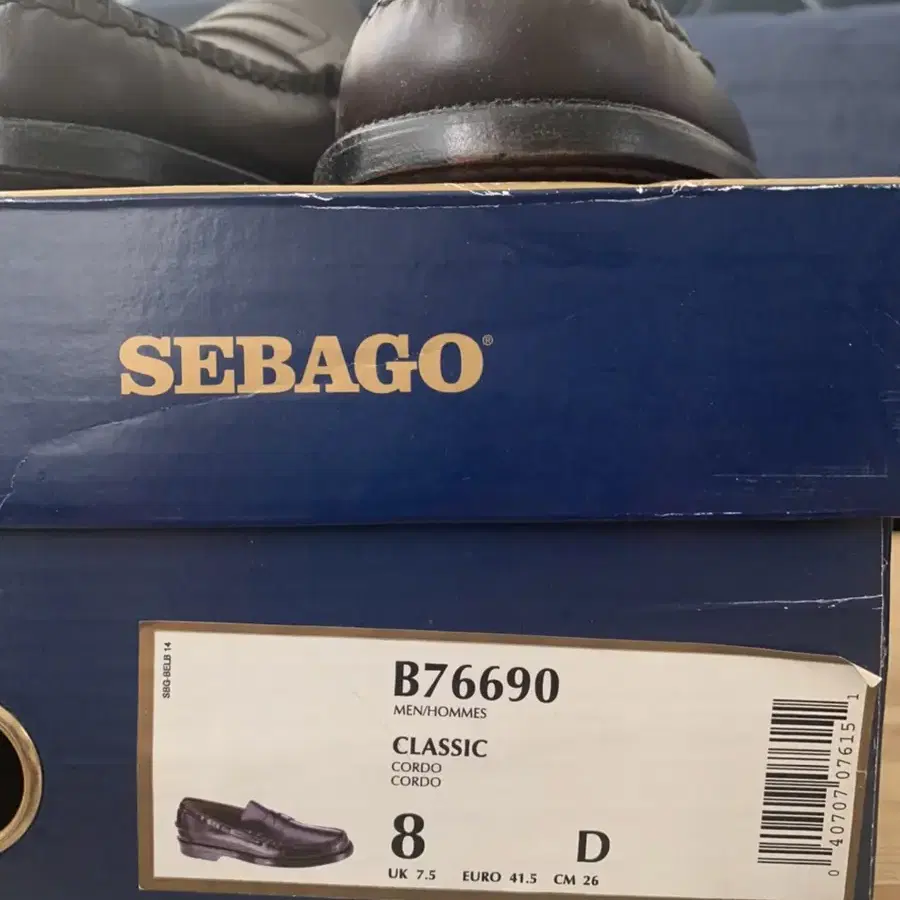 SEBAGO®
SBG-BELB 14
B76690
MEN/HOMMES
CLASSIC
CORDO
CORDO
8 D
UK 7.5 EURO 41.5 CM 26
0 40707 07615 1